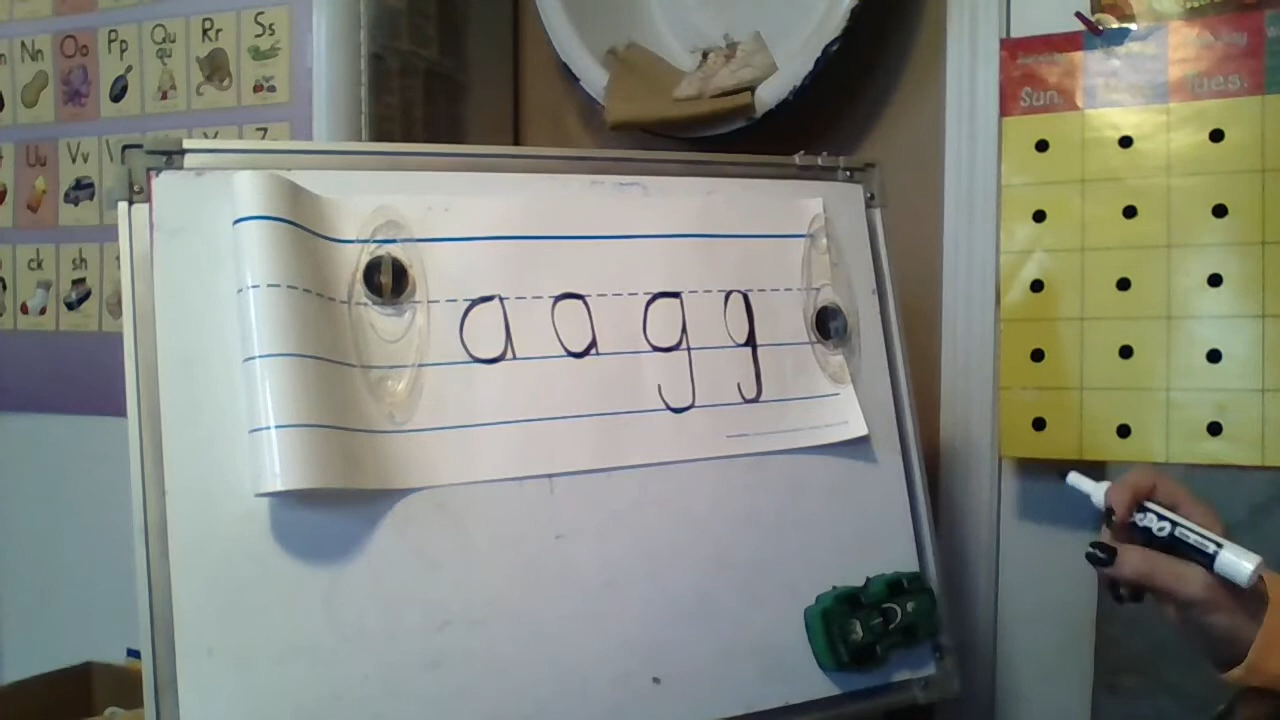 Nn Oo Pp Qu qu Rr Ss
Uu Vv
ck sh
a a g g
Sun.
Tues.